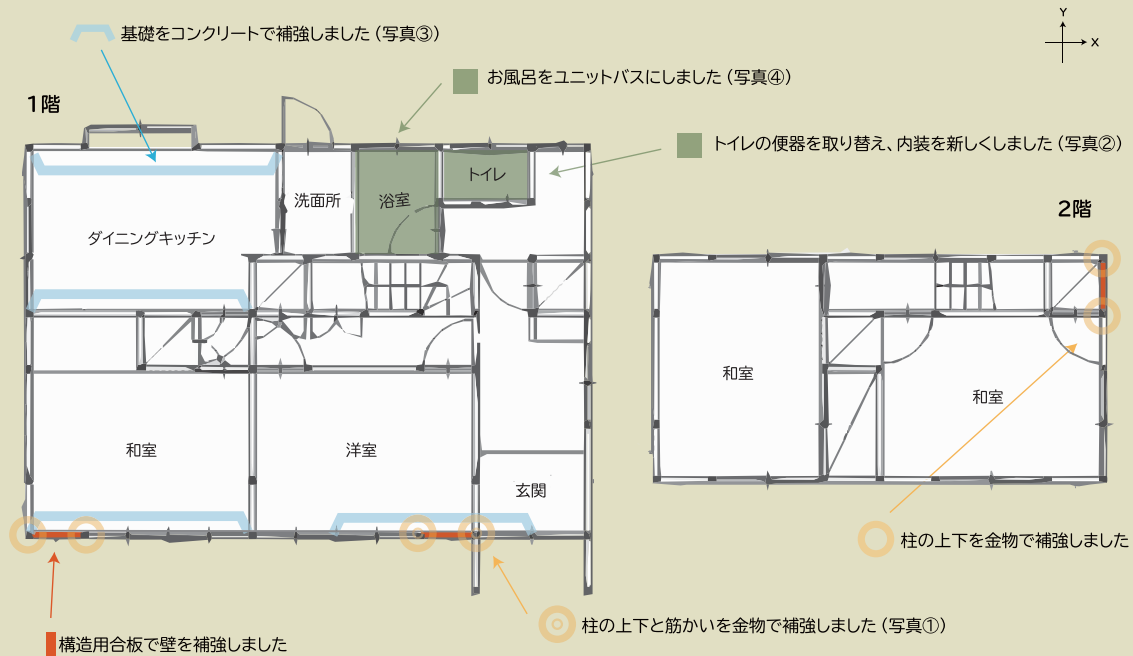 基礎をコンクリートで補強しました（写真③）
Y
X
お風呂をユニットバスにしました（写真④）
1階
トイレの便器を取り替え、内装を新しくしました（写真②）
トイレ
洗面所
浴室
2階
ダイニングキッチン
和室
和室
和室
洋室
玄関
柱の上下を金物で補強しました
柱の上下と筋かいを金物で補強しました（写真①）
構造用合板で壁を補強しました